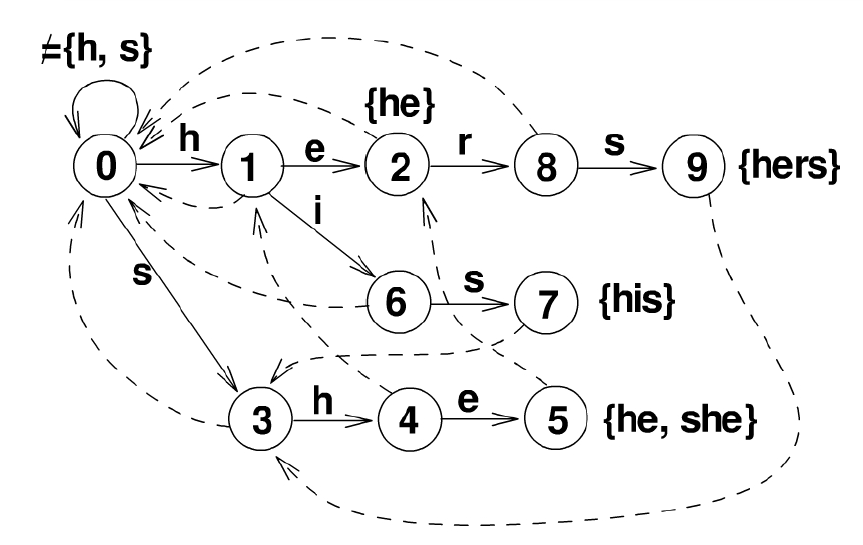 ≠{h, s}
{he}
0 h 1 e 2 r 8 s 9 {hers}
i
s
6 s 7 {his}
3 h 4 e 5 {he, she}